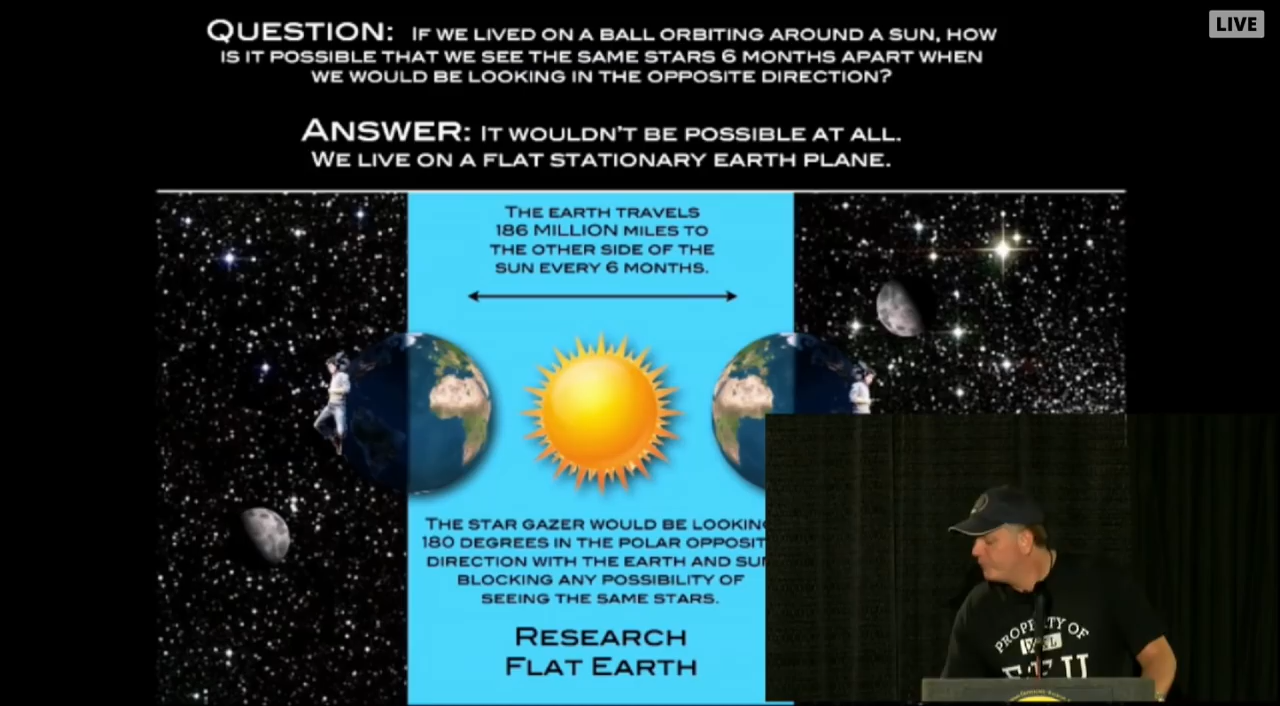 LIVE
QUESTION: IF WE LIVED ON A BALL ORBITING AROUND A SUN, HOW
IS IT POSSIBLE THAT WE SEE THE SAME STARS 6 MONTHS APART WHEN
WE WOULD BE LOOKING IN THE OPPOSITE DIRECTION?
ANSWER: IT WOULDN'T BE POSSIBLE AT ALL.
WE LIVE ON A FLAT STATIONARY EARTH PLANE.
THE EARTH TRAVELS
186 MILLION MILES TO
THE OTHER SIDE OF THE
SUN EVERY 6 MONTHS.
THE STAR GAZER WOULD BE LOOKING
180 DEGREES IN THE POLAR OPPOSIT
DIRECTION WITH THE EARTH AND SUN
BLOCKING ANY POSSIBILITY OF
SEEING THE SAME STARS.
RESEARCH
FLAT EARTH
PROPERTY OF